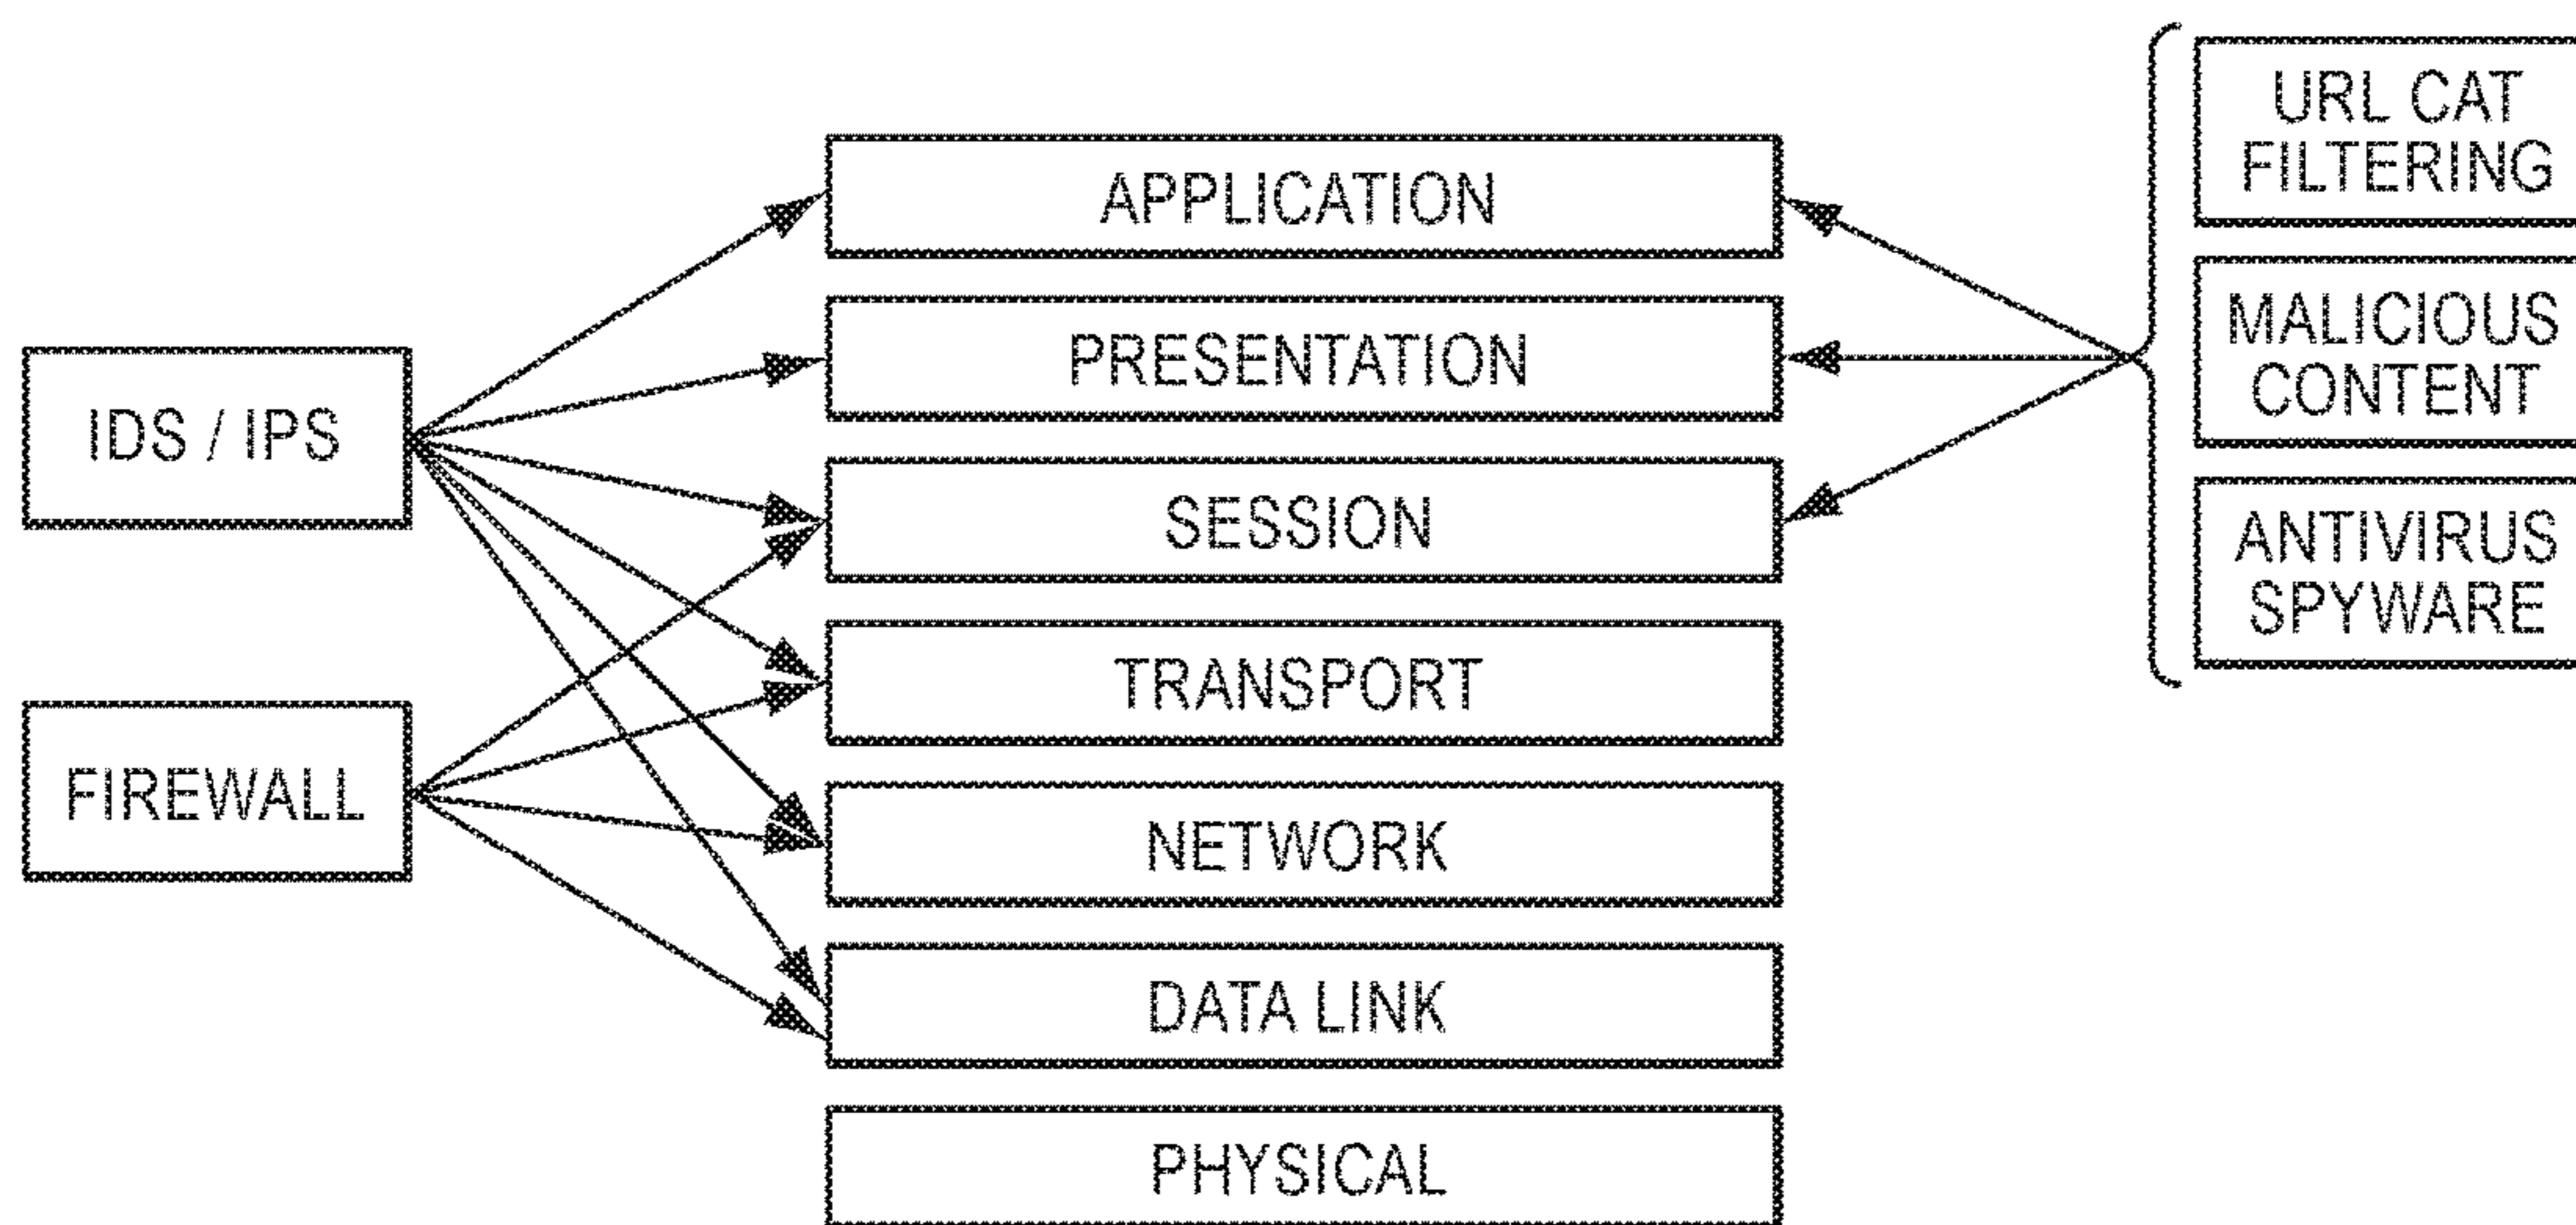 IDS / IPS
FIREWALL
APPLICATION
PRESENTATION
SESSION
TRANSPORT
NETWORK
DATA LINK
PHYSICAL
URL CAT
FILTERING
MALICIOUS
CONTENT
ANTIVIRUS
SPYWARE